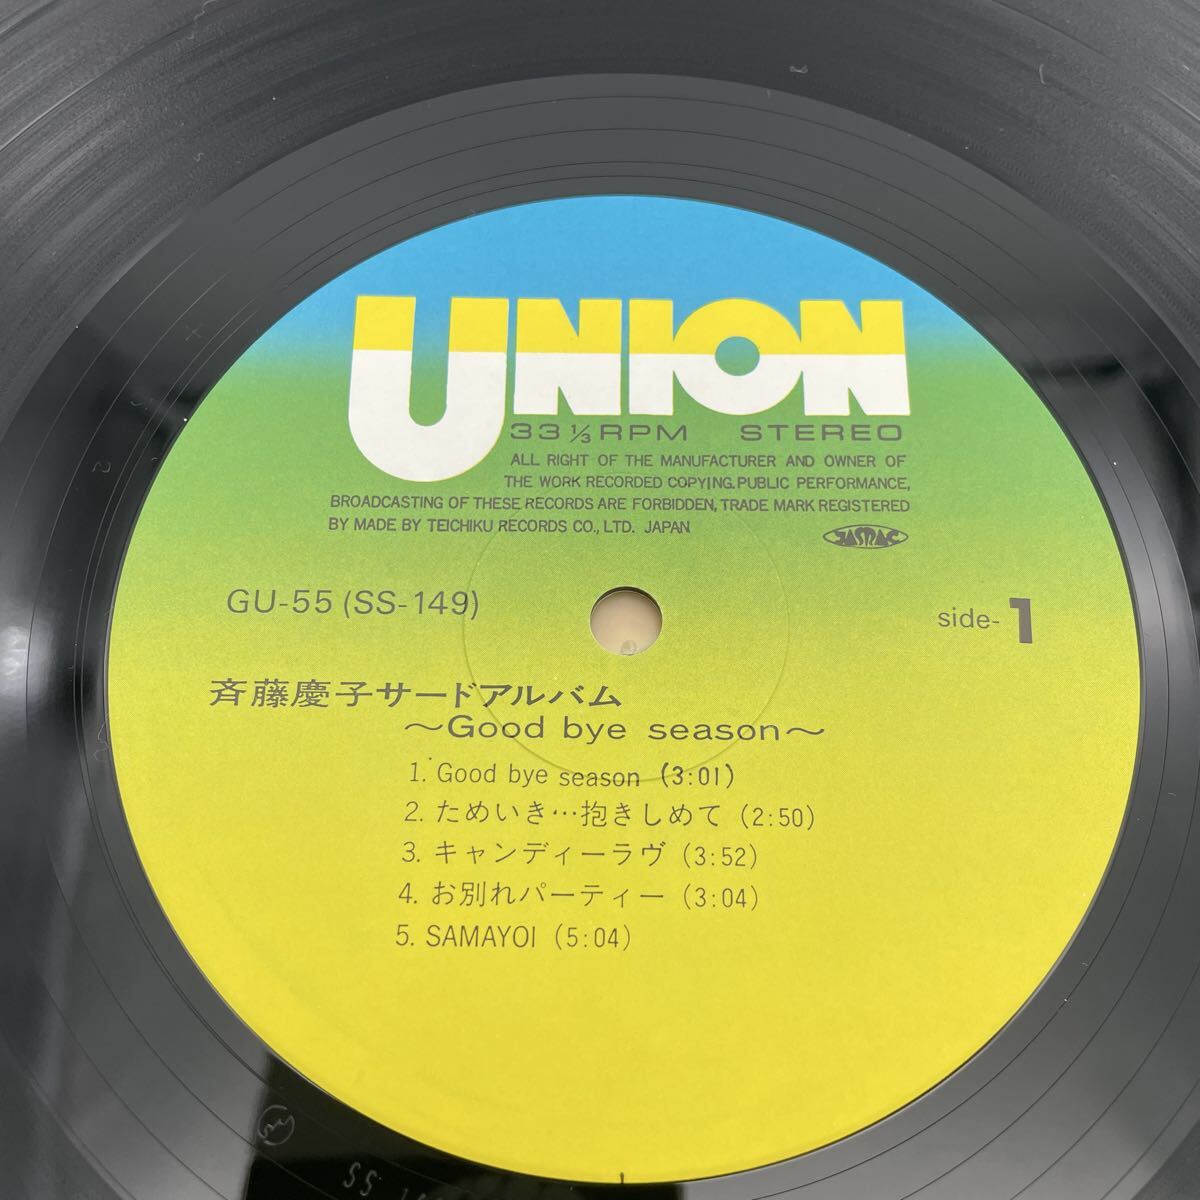 UNION
33 1/3 RPM STEREO
ALL RIGHT OF THE MANUFACTURER AND OWNER OF
THE WORK RECORDED COPYING.PUBLIC PERFORMANCE,
BROADCASTING OF THESE RECORDS ARE FORBIDDEN, TRADE MARK REGISTERED
BY MADE BY TEICHIKU RECORDS CO., LTD. JAPAN
JASRAC
GU-55 (SS-149)
side-1
斉藤慶子サードアルバム
～Good bye season～
1. Good bye season (3:01)
2. ためいき…抱きしめて (2:50)
3. キャンディーラヴ (3:52)
4. お別れパーティー (3:04)
5. SAMAYOI (5:04)
SS